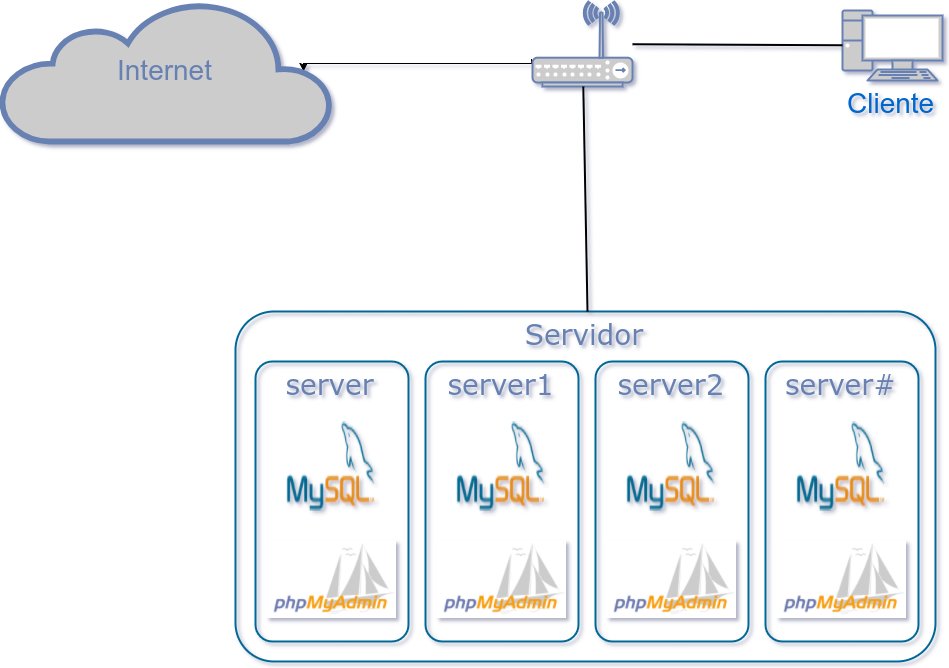 Internet
Cliente
Servidor
server
server1
server2
server#
MySQL
MySQL
MySQL
MySQL
phpMyAdmin
phpMyAdmin
phpMyAdmin
phpMyAdmin